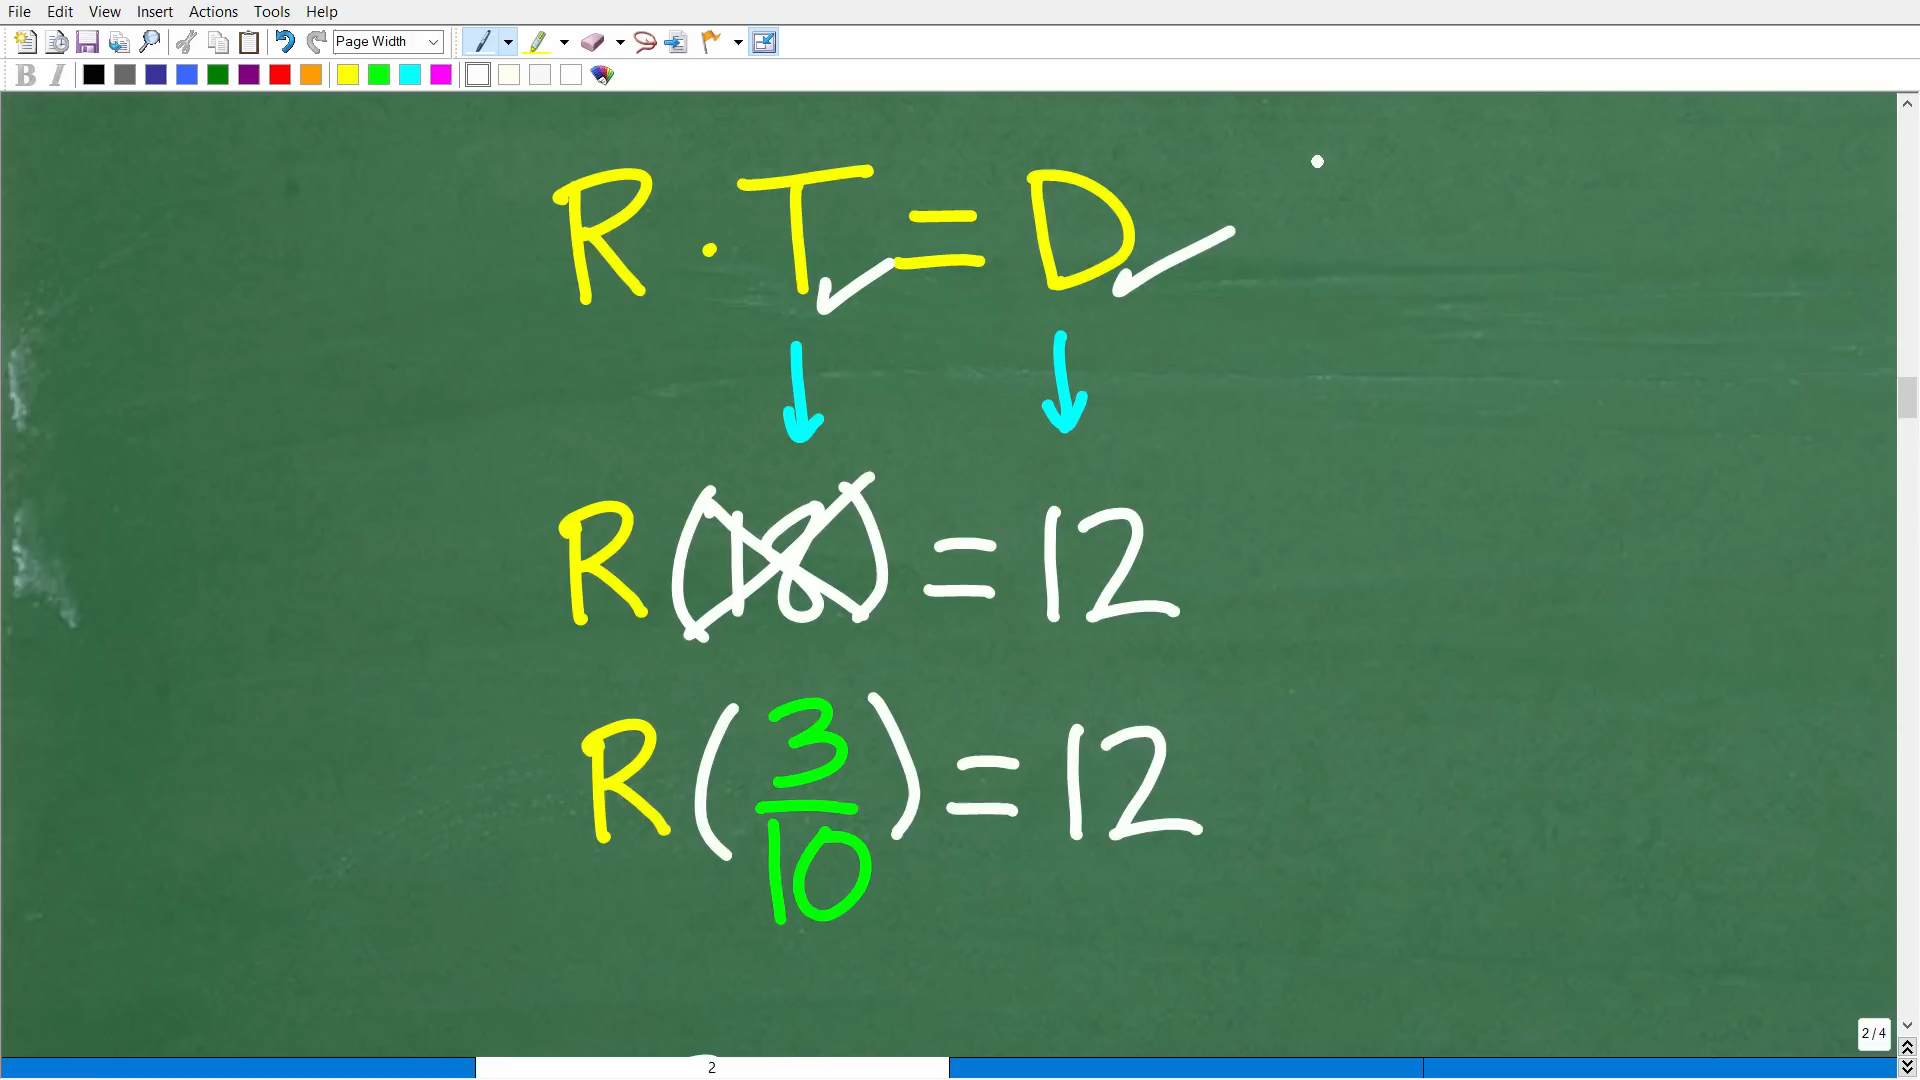 File Edit View Insert Actions Tools Help
Page Width
B I
R · T = D
R (18) = 12
R (3/10) = 12
2 / 4
2